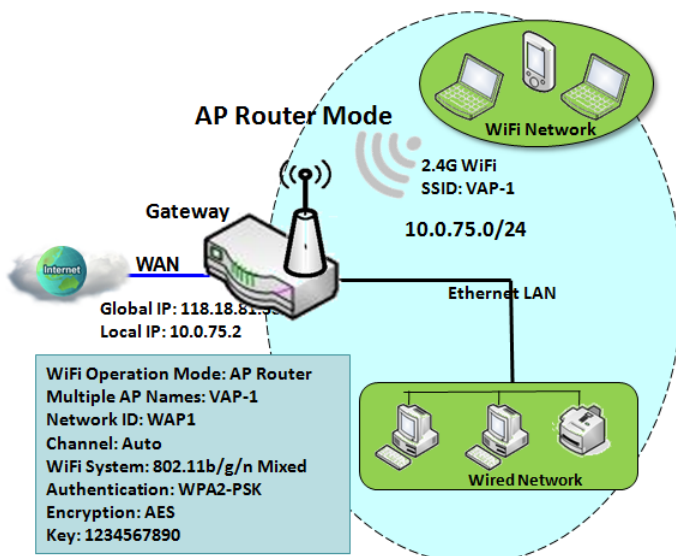 AP Router Mode
WiFi Network
2.4G WiFi
SSID: VAP-1
Gateway
10.0.75.0/24
Internet
WAN
Ethernet LAN
Global IP:
Local IP: 10.0.75.2
WiFi Operation Mode: AP Router
Multiple AP Names: VAP-1
Network ID: WAP1
Channel: Auto
WiFi System: 802.11b/g/n Mixed
Authentication: WPA2-PSK
Encryption: AES
Key: 1234567890
Wired Network